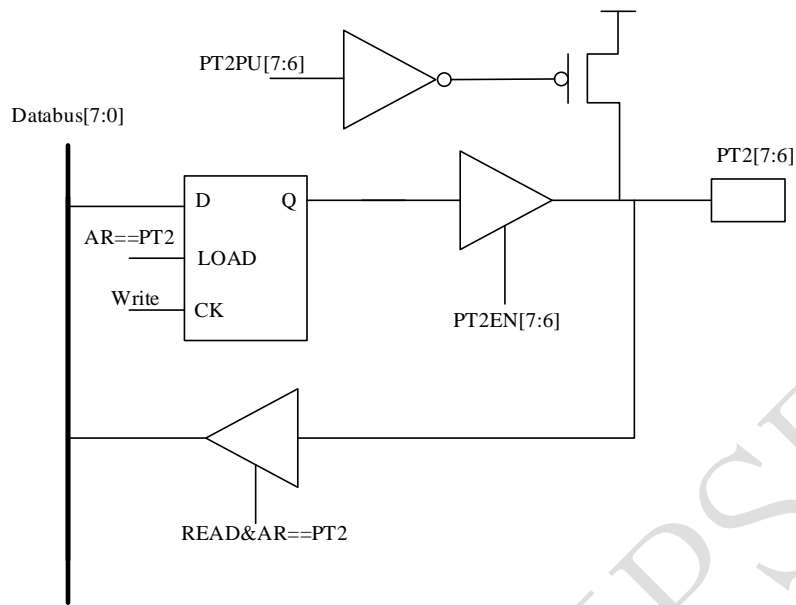 PT2PU[7:6]
Databus[7:0]
PT2[7:6]
D
Q
AR==PT2
LOAD
Write
CK
PT2EN[7:6]
READ&AR==PT2